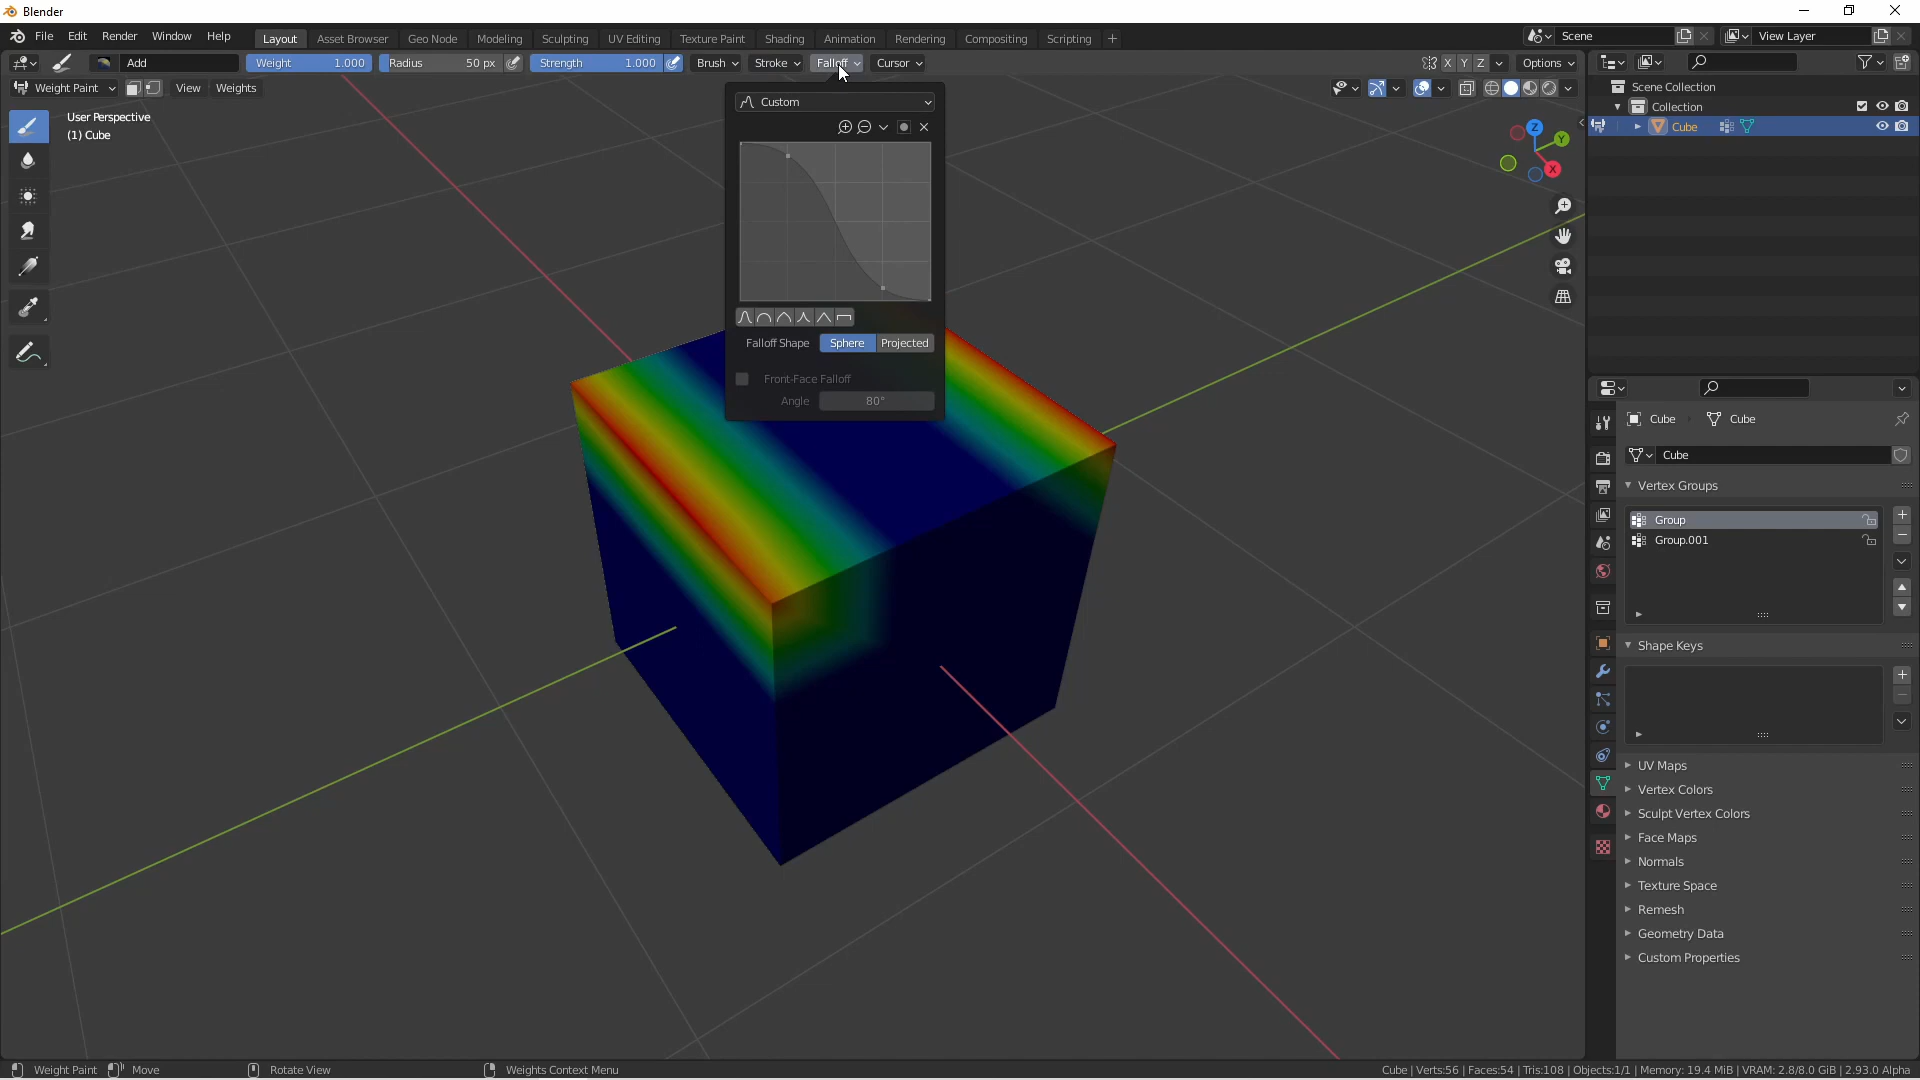 Blender
File Edit Render Window Help Layout Asset Browser Geo Node Modeling Sculpting UV Editing Texture Paint Shading Animation Rendering Compositing Scripting + Scene View Layer
Add Weight 1.000 Radius 50 px Strength 1.000 Brush Stroke Falloff Cursor X Y Z Options
Weight Paint View Weights
User Perspective
(1) Cube
Custom
Falloff Shape Sphere Projected
Front-Face Falloff
Angle 80°
Z
Y
X
Scene Collection
Collection
Cube
Cube Cube
Cube
Vertex Groups
Group
Group.001
Shape Keys
UV Maps
Vertex Colors
Sculpt Vertex Colors
Face Maps
Normals
Texture Space
Remesh
Geometry Data
Custom Properties
Weight Paint Move Rotate View Weights Context Menu Cube | Verts:56 | Faces:54 | Tris:108 | Objects:1/1 | Memory: 19.4 MiB | VRAM: 2.8/8.0 GiB | 2.93.0 Alpha